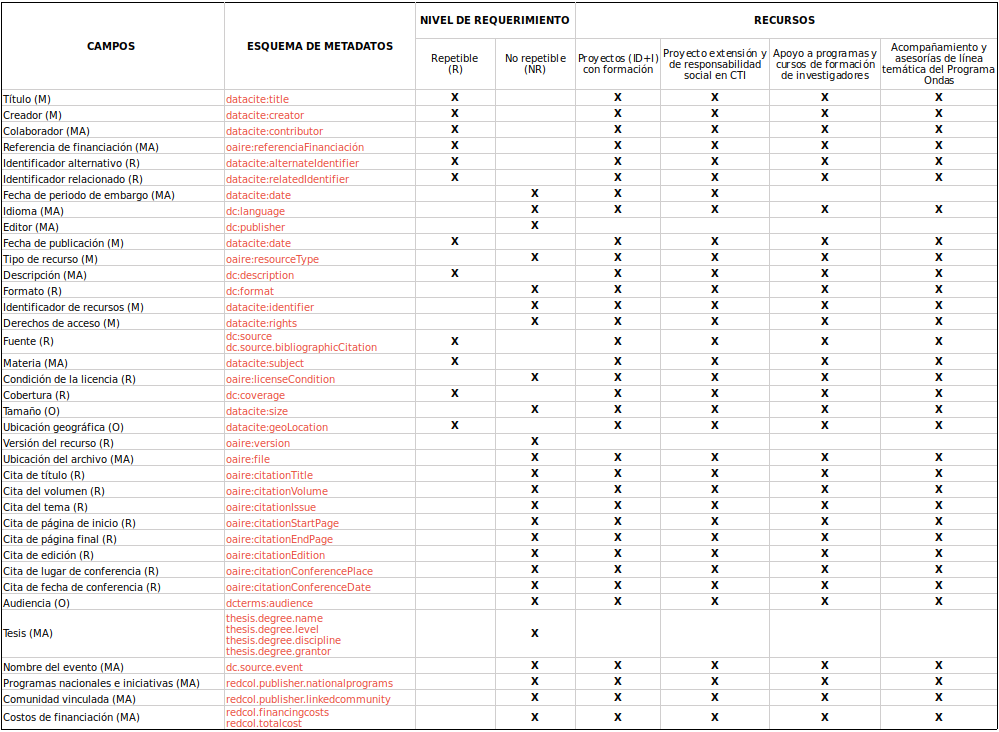 CAMPOS
ESQUEMA DE METADATOS
NIVEL DE REQUERIMIENTO
RECURSOS
Repetible
(R)
No repetible
(NR)
Proyectos (ID+I)
con formación
Proyecto extensión y
de responsabilidad
social en CTI
Apoyo a programas y
cursos de formación
de investigadores
Acompañamiento y
asesorías de línea
temática del Programa
Ondas
Título (M) datacite:title X X X X X
Creador (M) datacite:creator X X X X X
Colaborador (MA) datacite:contributor X X X X X
Referencia de financiación (MA) oaire:referenciaFinanciación X X X X X
Identificador alternativo (R) datacite:alternateIdentifier X X X X X
Identificador relacionado (R) datacite:relatedIdentifier X X X X X
Fecha de periodo de embargo (MA) datacite:date X X X
Idioma (MA) dc:language X X X X X
Editor (MA) dc:publisher X
Fecha de publicación (M) datacite:date X X X X X
Tipo de recurso (M) oaire:resourceType X X X X X
Descripción (MA) dc:description X X X X X
Formato (R) dc:format X X X X X
Identificador de recursos (M) datacite:identifier X X X X X
Derechos de acceso (M) datacite:rights X X X X X
Fuente (R) dc:source
dc.source.bibliographicCitation X X X X X
Materia (MA) datacite:subject X X X X X
Condición de la licencia (R) oaire:licenseCondition X X X X X
Cobertura (R) dc:coverage X X X X X
Tamaño (O) datacite:size X X X X X
Ubicación geográfica (O) datacite:geoLocation X X X X X
Versión del recurso (R) oaire:version X
Ubicación del archivo (MA) oaire:file X X X X X
Cita de título (R) oaire:citationTitle X X X X X
Cita del volumen (R) oaire:citationVolume X X X X X
Cita del tema (R) oaire:citationIssue X X X X X
Cita de página de inicio (R) oaire:citationStartPage X X X X X
Cita de página final (R) oaire:citationEndPage X X X X X
Cita de edición (R) oaire:citationEdition X X X X X
Cita de lugar de conferencia (R) oaire:citationConferencePlace X X X X X
Cita de fecha de conferencia (R) oaire:citationConferenceDate X X X X X
Audiencia (O) dcterms:audience X X X X X
Tesis (MA) thesis.degree.name
thesis.degree.level
thesis.degree.discipline
thesis.degree.grantor X
Nombre del evento (MA) dc.source.event X X X X X
Programas nacionales e iniciativas (MA) redcol.publisher.nationalprograms X X X X X
Comunidad vinculada (MA) redcol.publisher.linkedcommunity X X X X X
Costos de financiación (MA) redcol.financingcosts
redcol.totalcost X X X X X